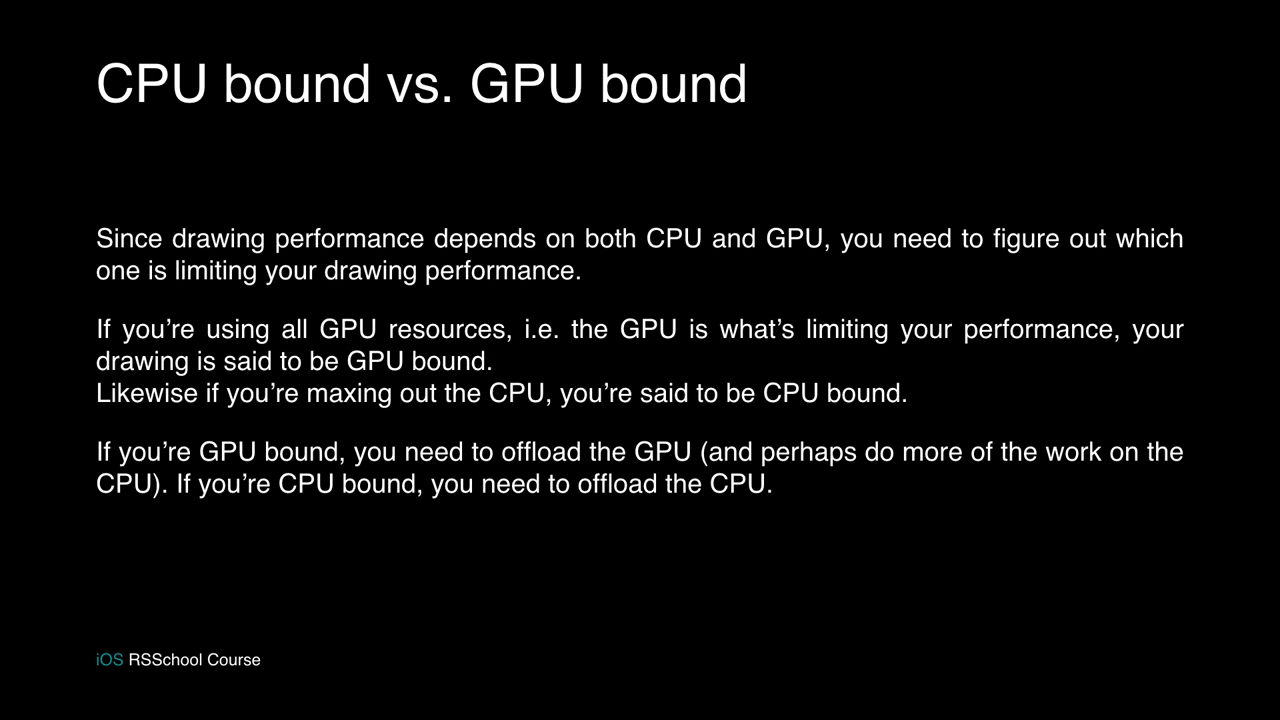 CPU bound vs. GPU bound
Since drawing performance depends on both CPU and GPU, you need to figure out which
one is limiting your drawing performance.
If you’re using all GPU resources, i.e. the GPU is what’s limiting your performance, your
drawing is said to be GPU bound.
Likewise if you’re maxing out the CPU, you’re said to be CPU bound.
If you’re GPU bound, you need to offload the GPU (and perhaps do more of the work on the
CPU). If you’re CPU bound, you need to offload the CPU.
iOS RSSchool Course